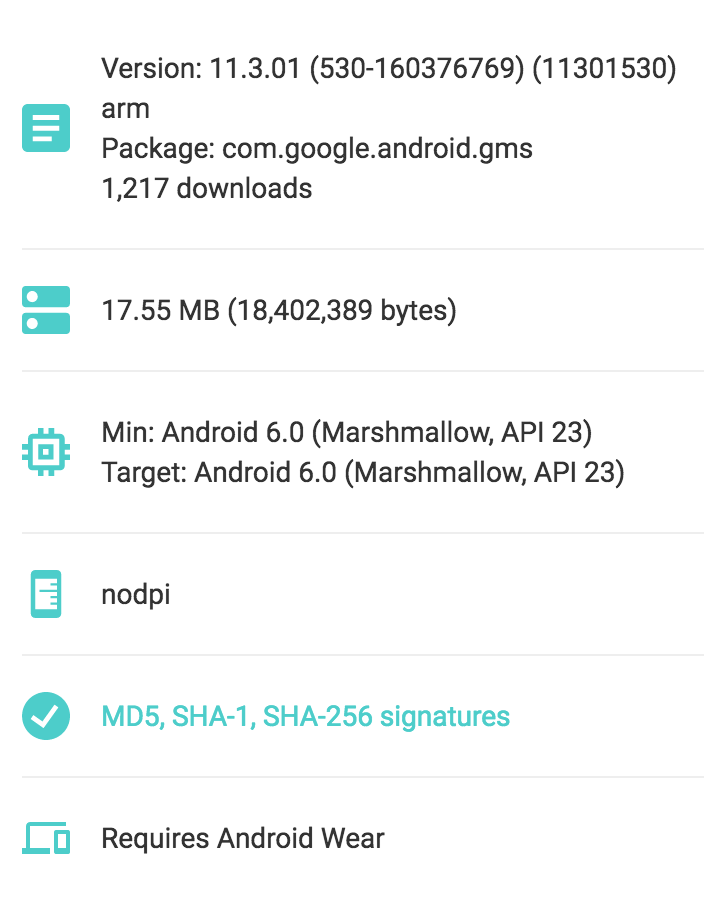 Version: 11.3.01 (530-160376769) (11301530)
arm
Package: com.google.android.gms
1,217 downloads
17.55 MB (18,402,389 bytes)
Min: Android 6.0 (Marshmallow, API 23)
Target: Android 6.0 (Marshmallow, API 23)
nodpi
MD5, SHA-1, SHA-256 signatures
Requires Android Wear